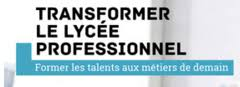 TRANSFORMER
LE LYCÉE
PROFESSIONNEL
Former les talents aux métiers de demain